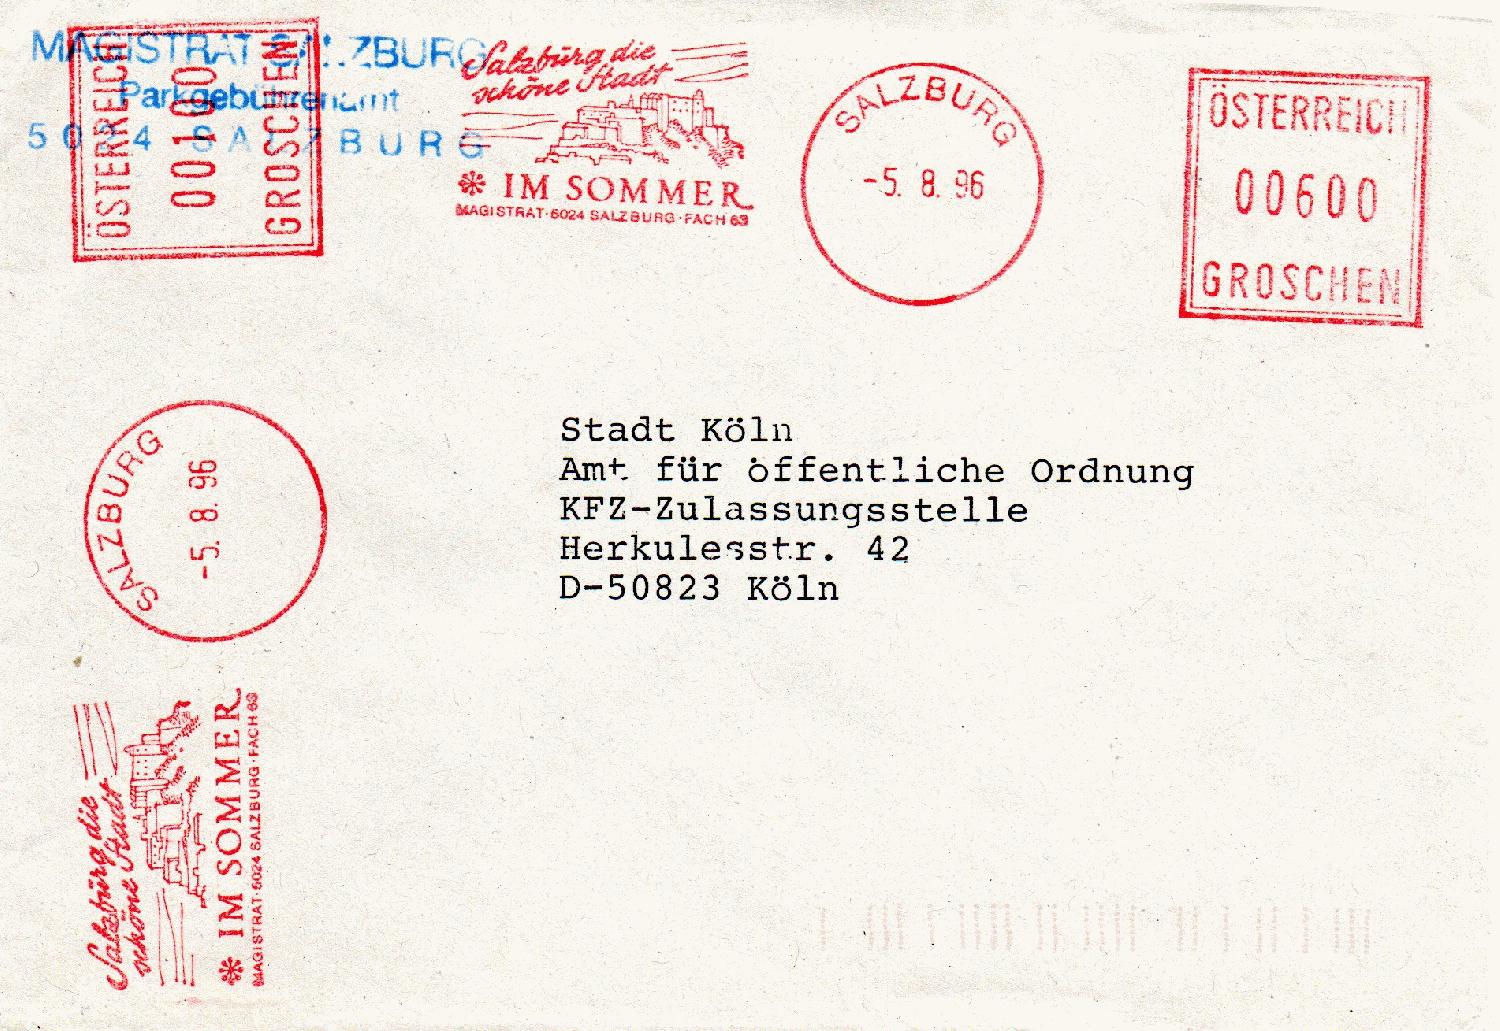 MAGISTRAT SALZBURG
Parkgebührenamt
5024 SALZBURG
ÖSTERREICH
00100
GROSCHEN
Salzburg die
schöne Stadt
* IM SOMMER
MAGISTRAT·5024 SALZBURG·FACH 63
SALZBURG
-5. 8. 96
ÖSTERREICH
00600
GROSCHEN
SALZBURG
-5. 8. 96
Stadt Köln
Amt für öffentliche Ordnung
KFZ-Zulassungsstelle
Herkulesstr. 42
D-50823 Köln
Salzburg die
schöne Stadt
* IM SOMMER
MAGISTRAT·5024 SALZBURG·FACH 63